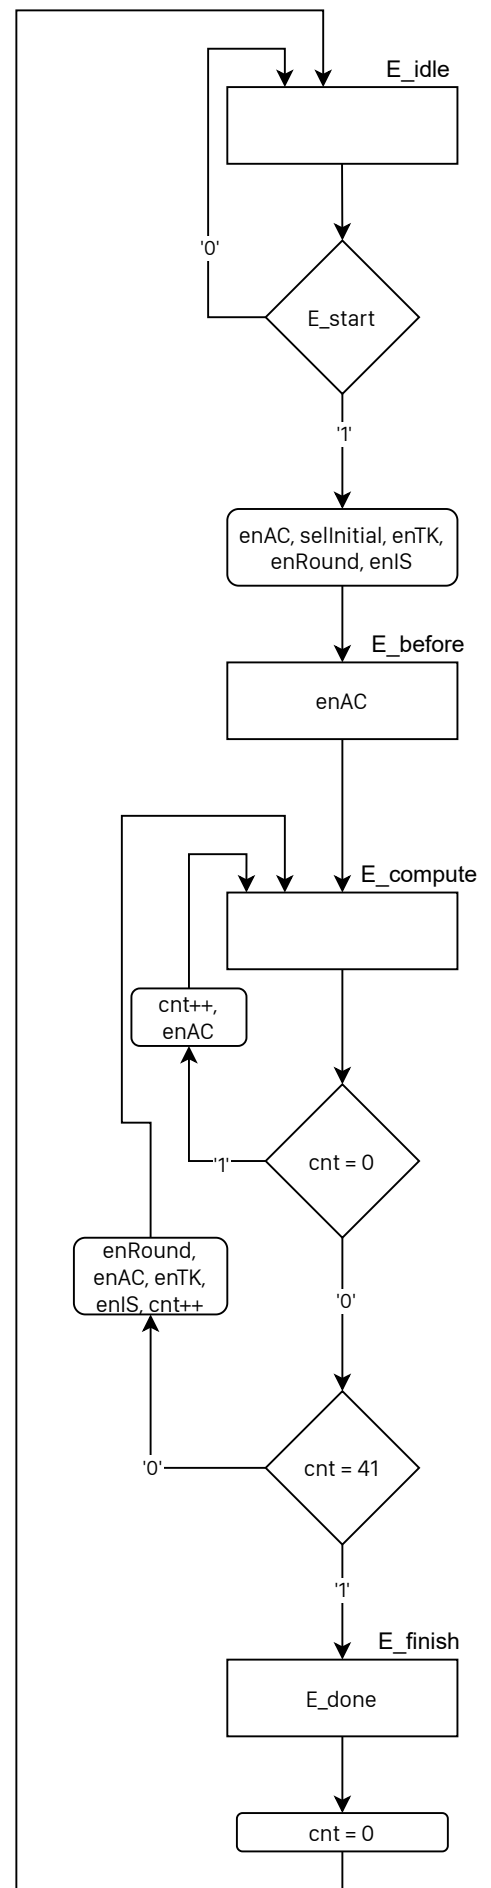 E_idle
'0'
E_start
'1'
enAC, selInitial, enTK,
enRound, enIS
E_before
enAC
E_compute
cnt++,
enAC
cnt = 0
'1'
enRound,
enAC, enTK,
enIS, cnt++
'0'
cnt = 41
'0'
'1'
E_finish
E_done
cnt = 0